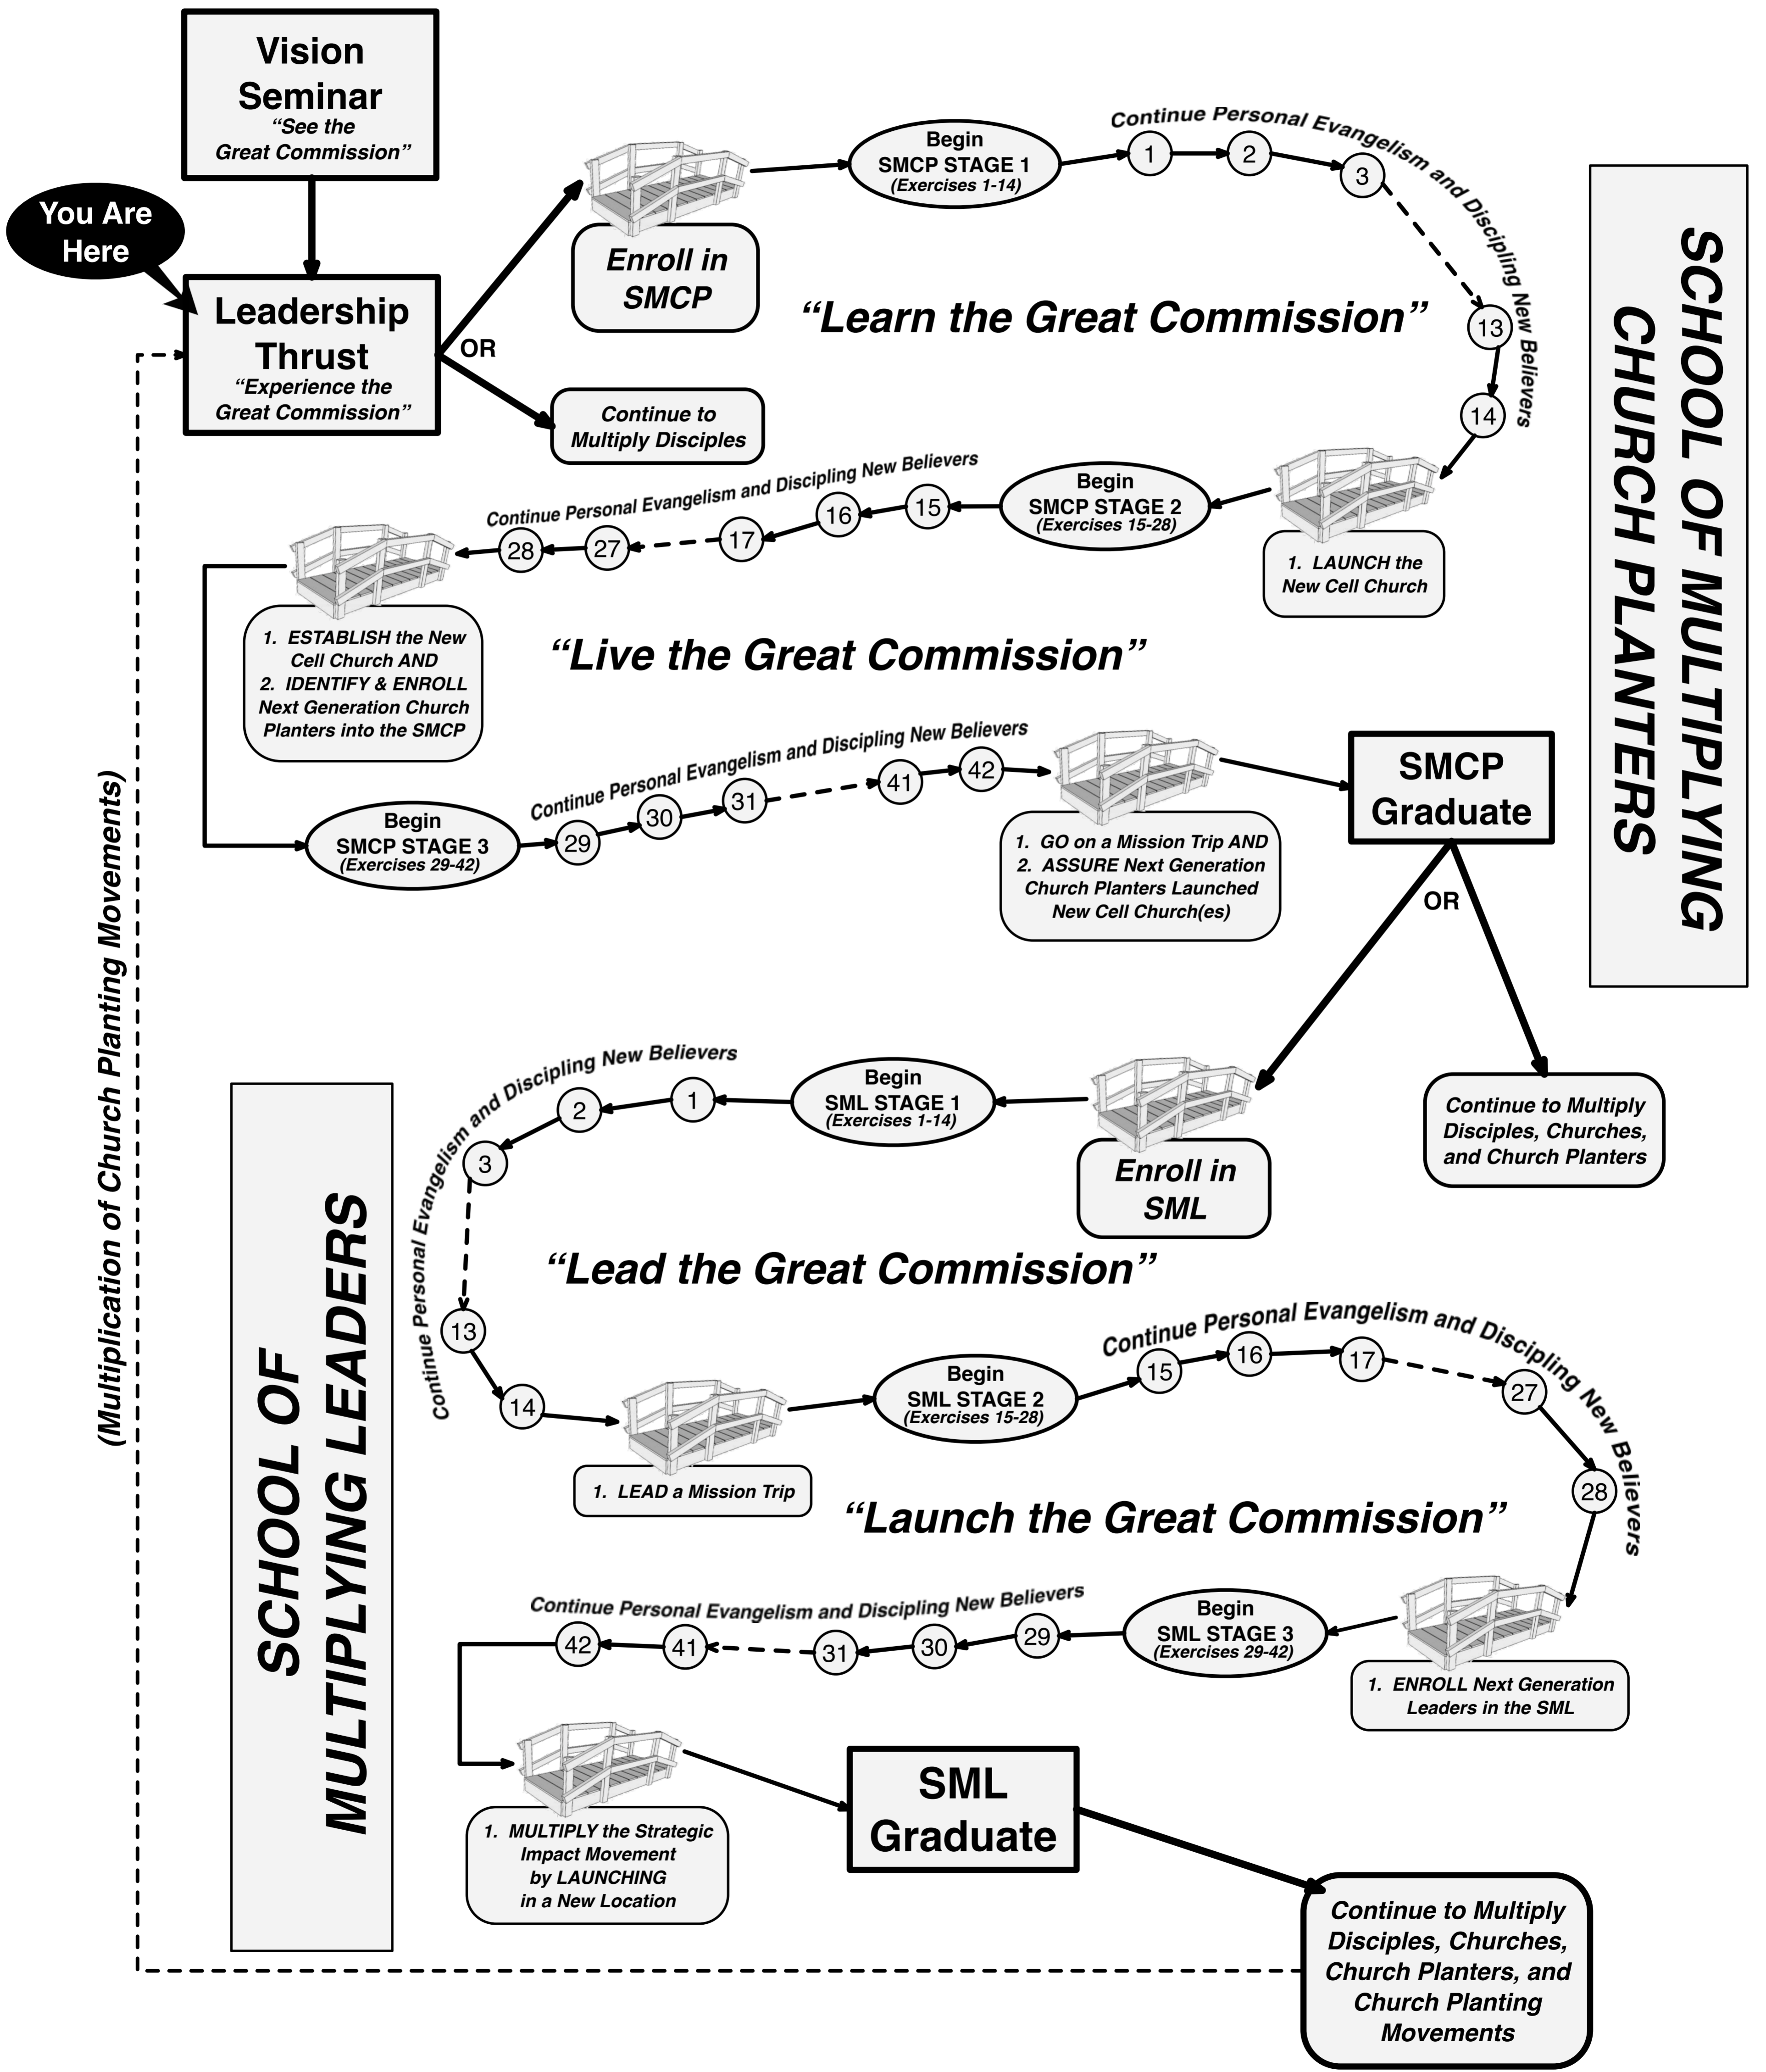 Vision
Seminar
“See the
Great Commission”
You Are
Here
Leadership
Thrust
“Experience the
Great Commission”
OR
Enroll in
SMCP
Continue to
Multiply Disciples
Begin
SMCP STAGE 1
(Exercises 1-14)
Continue Personal Evangelism and Discipling New Believers
1
2
3
13
14
“Learn the Great Commission”
SCHOOL OF MULTIPLYING
CHURCH PLANTERS
1. LAUNCH the
New Cell Church
Begin
SMCP STAGE 2
(Exercises 15-28)
Continue Personal Evangelism and Discipling New Believers
15
16
17
27
28
1. ESTABLISH the New
Cell Church AND
2. IDENTIFY & ENROLL
Next Generation Church
Planters into the SMCP
“Live the Great Commission”
Begin
SMCP STAGE 3
(Exercises 29-42)
Continue Personal Evangelism and Discipling New Believers
29
30
31
41
42
1. GO on a Mission Trip AND
2. ASSURE Next Generation
Church Planters Launched
New Cell Church(es)
SMCP
Graduate
OR
Continue to Multiply
Disciples, Churches,
and Church Planters
Enroll in
SML
Begin
SML STAGE 1
(Exercises 1-14)
Continue Personal Evangelism and Discipling New Believers
1
2
3
13
14
“Lead the Great Commission”
SCHOOL OF
MULTIPLYING LEADERS
1. LEAD a Mission Trip
Begin
SML STAGE 2
(Exercises 15-28)
Continue Personal Evangelism and Discipling New Believers
15
16
17
27
28
“Launch the Great Commission”
1. ENROLL Next Generation
Leaders in the SML
Begin
SML STAGE 3
(Exercises 29-42)
Continue Personal Evangelism and Discipling New Believers
29
30
31
41
42
1. MULTIPLY the Strategic
Impact Movement
by LAUNCHING
in a New Location
SML
Graduate
Continue to Multiply
Disciples, Churches,
Church Planters, and
Church Planting
Movements
(Multiplication of Church Planting Movements)